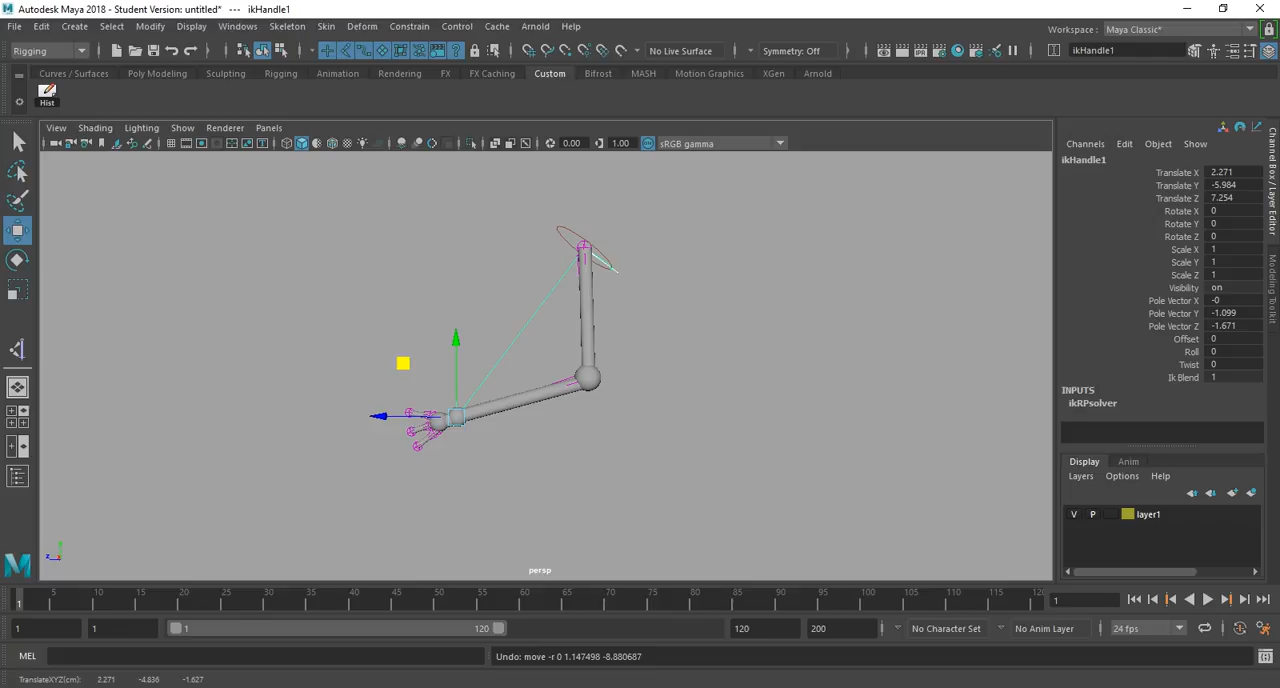 Autodesk Maya 2018 - Student Version: untitled* --- ikHandle1
File Edit Create Select Modify Display Windows Skeleton Skin Deform Constrain Control Cache Arnold Help
Workspace: Maya Classic*
Rigging No Live Surface Symmetry: Off ikHandle1
Curves / Surfaces Poly Modeling Sculpting Rigging Animation Rendering FX FX Caching Custom Bifrost MASH Motion Graphics XGen Arnold
Hist
View Shading Lighting Show Renderer Panels
0.00 1.00 sRGB gamma
persp
Channels Edit Object Show
ikHandle1
Translate X 2.271
Translate Y -5.984
Translate Z 7.254
Rotate X 0
Rotate Y 0
Rotate Z 0
Scale X 1
Scale Y 1
Scale Z 1
Visibility on
Pole Vector X -0
Pole Vector Y -1.099
Pole Vector Z -1.671
Offset 0
Roll 0
Twist 0
Ik Blend 1
INPUTS
ikRPsolver
Channel Box / Layer Editor
Modeling Toolkit
Display Anim
Layers Options Help
V P layer1
1 5 10 15 20 25 30 35 40 45 50 55 60 65 70 75 80 85 90 95 100 105 110 115 120 1
1 1 1 120 120 200 No Character Set No Anim Layer 24 fps
MEL Undo: move -r 0 1.147498 -8.880687
TranslateXYZ(cm): 2.271 -4.836 -1.627